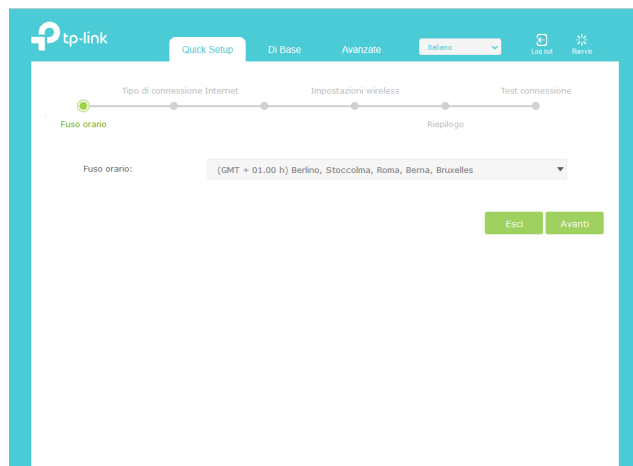 tp-link
Quick Setup
Di Base
Avanzate
Italiano
Log out
Riavvio
Tipo di connessione Internet
Impostazioni wireless
Test connessione
Fuso orario
Riepilogo
Fuso orario:
(GMT + 01.00 h) Berlino, Stoccolma, Roma, Berna, Bruxelles
Esci
Avanti